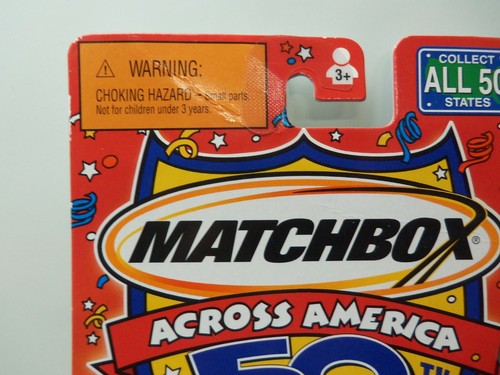 WARNING:
CHOKING HAZARD - small parts.
Not for children under 3 years.
3+
COLLECT
ALL 50
STATES
MATCHBOX®
ACROSS AMERICA
50TH